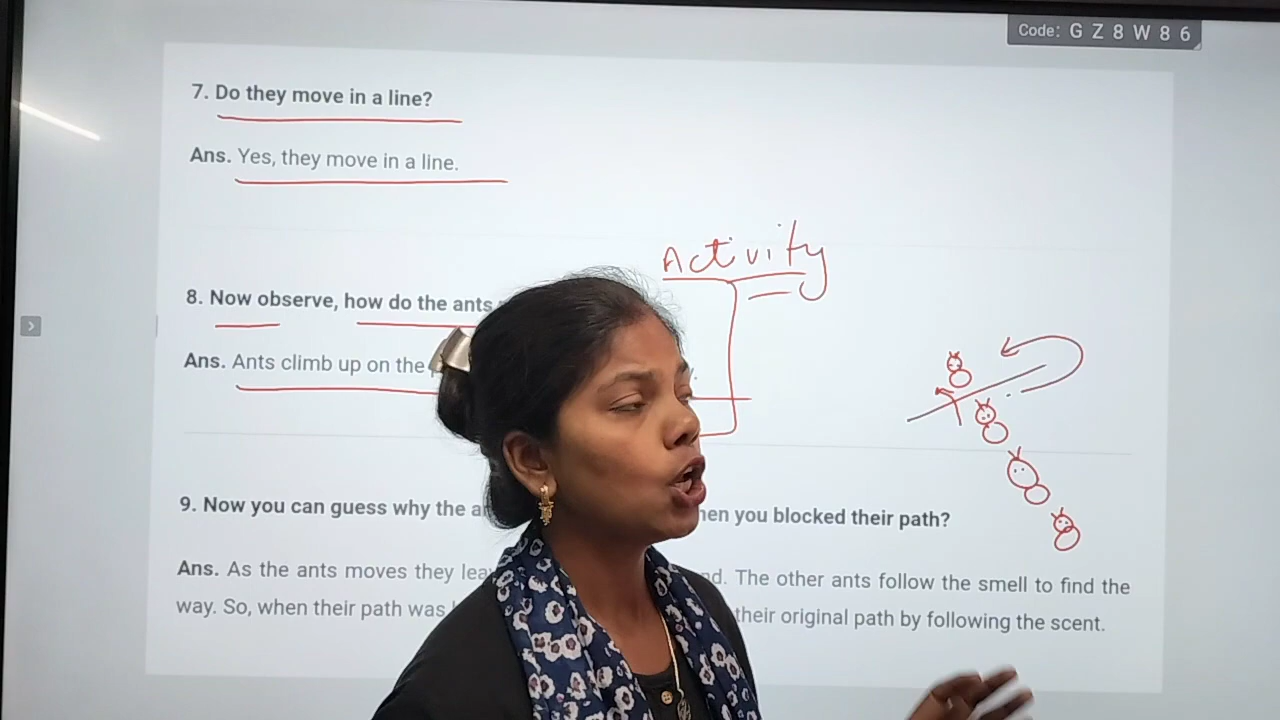 Code: G Z 8 W 8 6
7. Do they move in a line?
Ans. Yes, they move in a line.
Activity
8. Now observe, how do the ants
Ans. Ants climb up on the
9. Now you can guess why the a hen you blocked their path?
Ans. As the ants moves they lea nd. The other ants follow the smell to find the
way. So, when their path was their original path by following the scent.